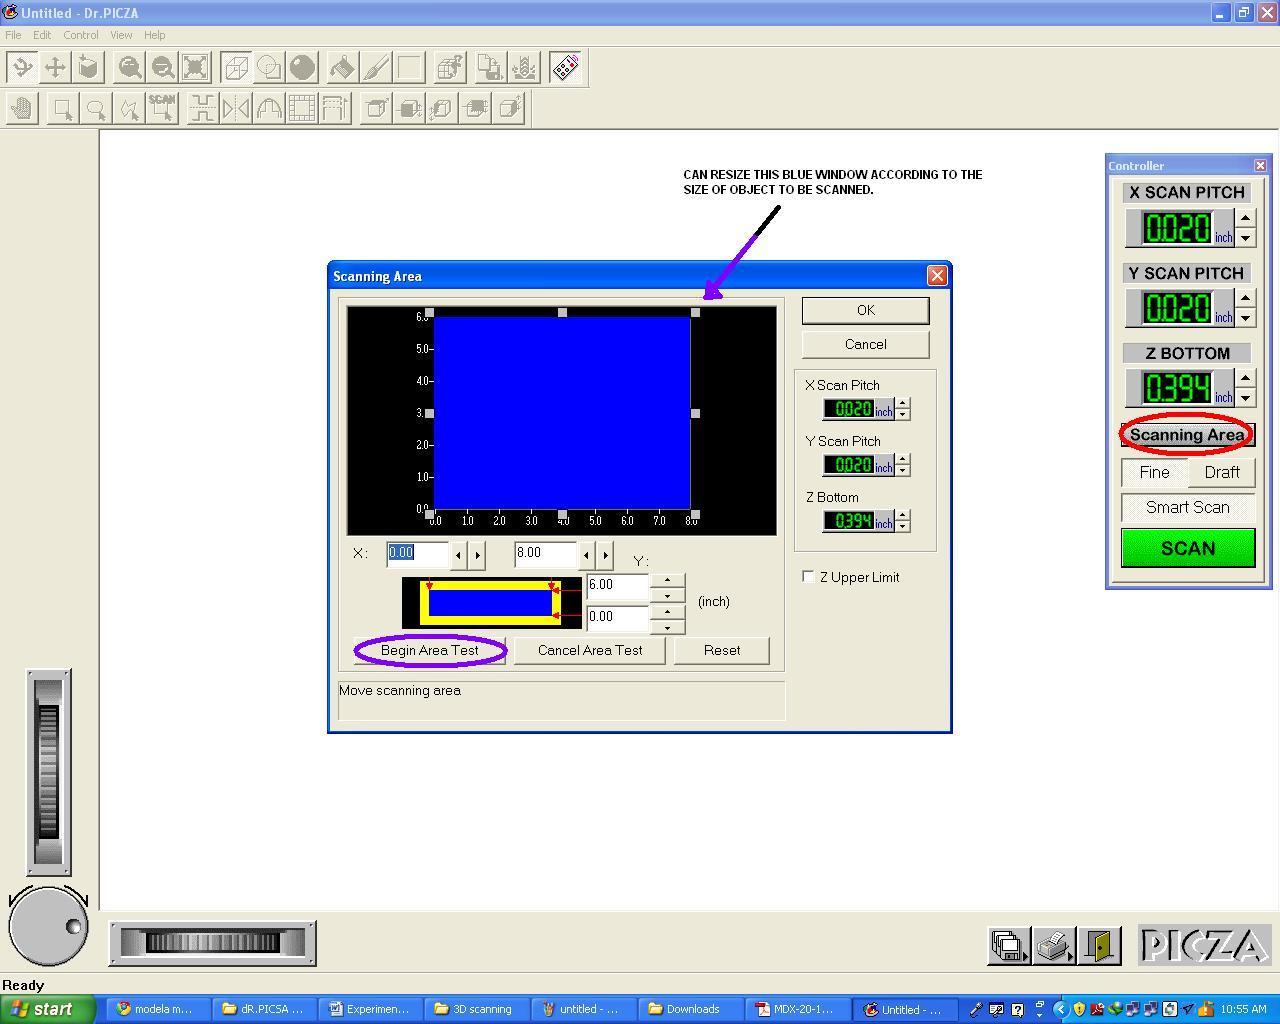 Untitled - Dr.PICZA
File Edit Control View Help
SCAN
CAN RESIZE THIS BLUE WINDOW ACCORDING TO THE
SIZE OF OBJECT TO BE SCANNED.
Controller
X SCAN PITCH
0.020 inch
Y SCAN PITCH
0.020 inch
Z BOTTOM
0.394 inch
Scanning Area
Fine Draft
Smart Scan
SCAN
Scanning Area
5.0
4.0
2.0
1.0
0.0 1.0 2.0 3.0 4.0 5.0 6.0 7.0 8.0
X: 0.00 8.00 Y:
6.00
0.00
(inch)
Begin Area Test Cancel Area Test Reset
Move scanning area
OK
Cancel
X Scan Pitch
0.020 inch
Y Scan Pitch
0.020 inch
Z Bottom
0.394 inch
Z Upper Limit
PICZA
Ready
start modela m... dR.PICSA ... Experimen... 3D scanning untitled - ... Downloads MDX-20-1... Untitled - ... 10:55 AM